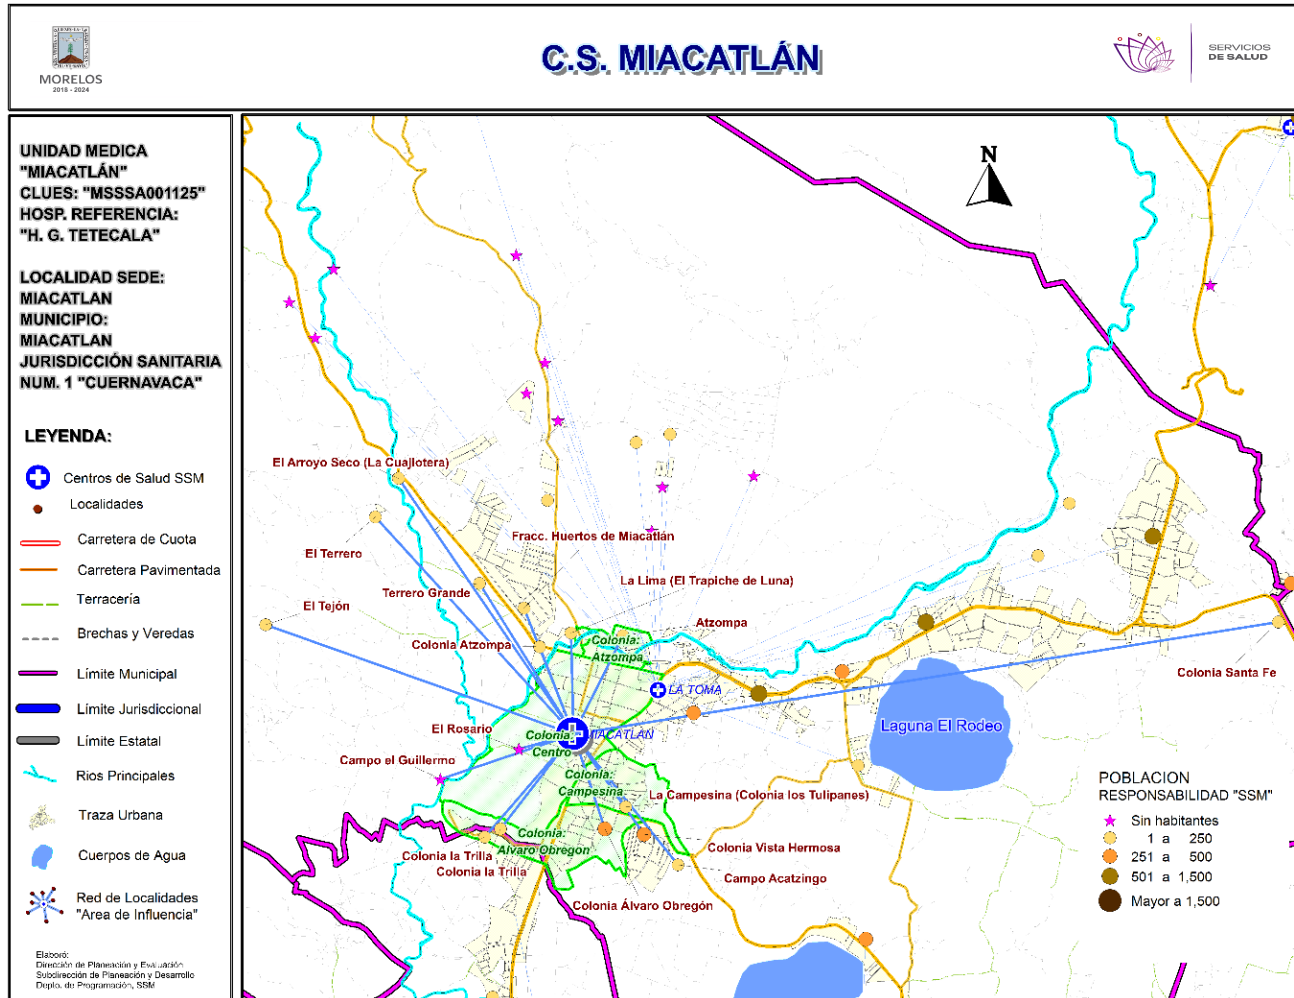 MORELOS
2018 - 2024
C.S. MIACATLÁN
SERVICIOS
DE SALUD
UNIDAD MEDICA
"MIACATLÁN"
CLUES: "MSSSA001125"
HOSP. REFERENCIA:
"H. G. TETECALA"
LOCALIDAD SEDE:
MIACATLAN
MUNICIPIO:
MIACATLAN
JURISDICCIÓN SANITARIA
NUM. 1 "CUERNAVACA"
LEYENDA:
Centros de Salud SSM
Localidades
Carretera de Cuota
Carretera Pavimentada
Terracería
Brechas y Veredas
Límite Municipal
Límite Jurisdiccional
Límite Estatal
Rios Principales
Traza Urbana
Cuerpos de Agua
Red de Localidades
"Area de Influencia"
Elaboró:
Dirección de Planeación y Evaluación
Subdirección de Planeación y Desarrollo
Depto. de Programación, SSM
N
El Arroyo Seco (La Cuajlotera)
Fracc. Huertos de Miacatlán
El Terrero
La Lima (El Trapiche de Luna)
Terrero Grande
El Tejón
Atzompa
Colonia Atzompa
Colonia:
Atzompa
Colonia Santa Fe
LA TOMA
El Rosario
Colonia:
Centro
MIACATLAN
Laguna El Rodeo
Campo el Guillermo
Colonia:
Campesina
La Campesina (Colonia los Tulipanes)
Colonia:
Alvaro Obregon
Colonia Vista Hermosa
Colonia la Trilla
Colonia la Trilla
Campo Acatzingo
Colonia Álvaro Obregón
POBLACION
RESPONSABILIDAD "SSM"
Sin habitantes
1 a 250
251 a 500
501 a 1,500
Mayor a 1,500